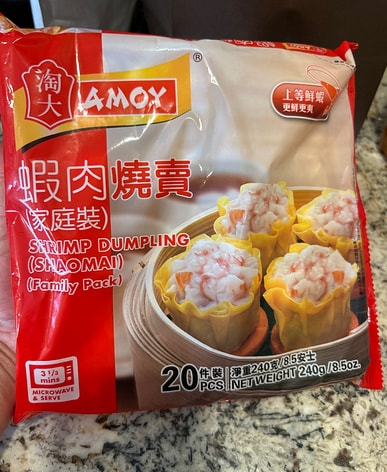 淘大
AMOY
®
上等鮮蝦
更鮮更爽
蝦肉燒賣
(家庭裝)
SHRIMP DUMPLING
(SHAOMAI)
(Family Pack)
3 1/3
mins
MICROWAVE
& SERVE
20件裝
PCS
淨重240克/8.5安士
NET WEIGHT 240g/8.5oz.